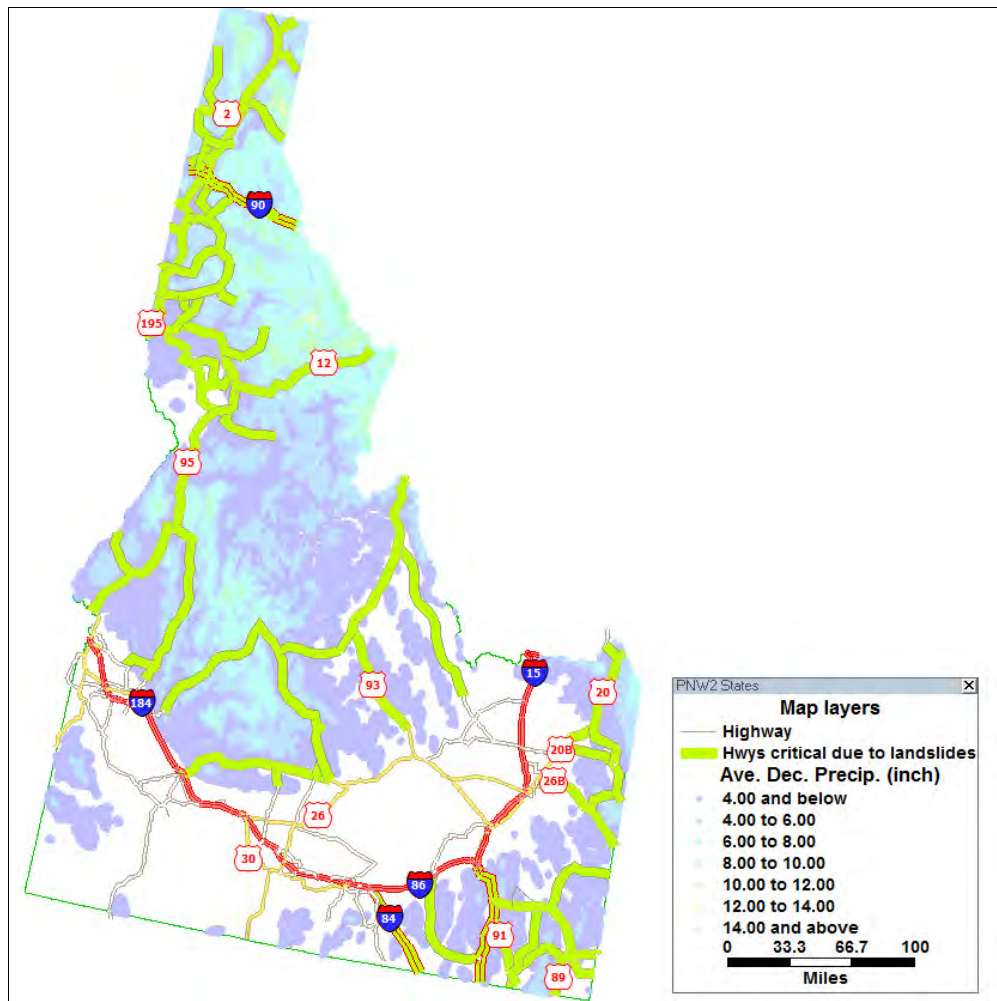 2
90
195
12
95
15
184
93
20
20B
26B
26
30
86
84
91
89
PNW2 States
Map layers
Highway
Hwys critical due to landslides
Ave. Dec. Precip. (inch)
4.00 and below
4.00 to 6.00
6.00 to 8.00
8.00 to 10.00
10.00 to 12.00
12.00 to 14.00
14.00 and above
0 33.3 66.7 100
Miles